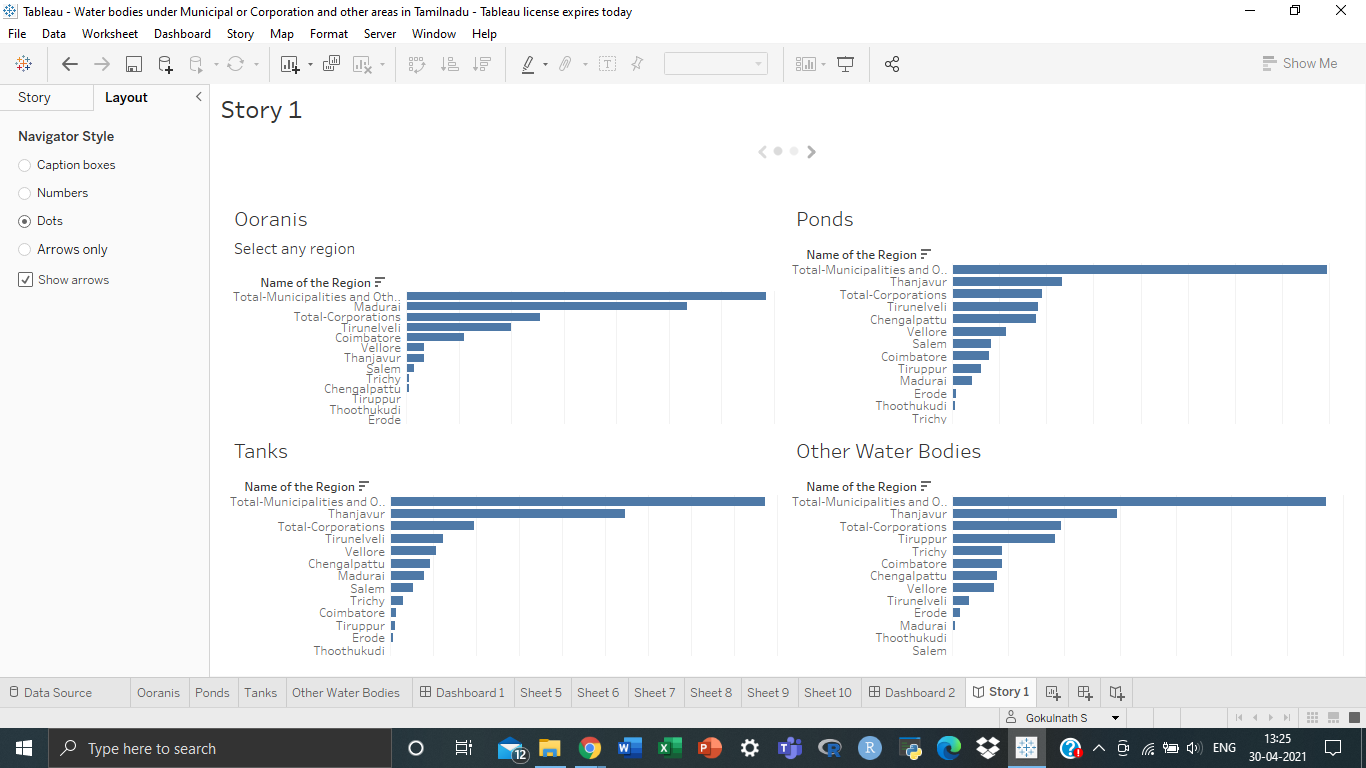 Tableau - Water bodies under Municipal or Corporation and other areas in Tamilnadu - Tableau license expires today
File Data Worksheet Dashboard Story Map Format Server Window Help
Show Me
Story Layout
Navigator Style
Caption boxes
Numbers
Dots
Arrows only
Show arrows
Story 1
Ooranis
Select any region
Name of the Region
Total-Municipalities and Oth..
Madurai
Total-Corporations
Tirunelveli
Coimbatore
Vellore
Thanjavur
Salem
Trichy
Chengalpattu
Tiruppur
Thoothukudi
Erode
Ponds
Name of the Region
Total-Municipalities and O..
Thanjavur
Total-Corporations
Tirunelveli
Chengalpattu
Vellore
Salem
Coimbatore
Tiruppur
Madurai
Erode
Thoothukudi
Trichy
Tanks
Name of the Region
Total-Municipalities and O..
Thanjavur
Total-Corporations
Tirunelveli
Vellore
Chengalpattu
Madurai
Salem
Trichy
Coimbatore
Tiruppur
Erode
Thoothukudi
Other Water Bodies
Name of the Region
Total-Municipalities and O..
Thanjavur
Total-Corporations
Tiruppur
Trichy
Coimbatore
Chengalpattu
Vellore
Tirunelveli
Erode
Madurai
Thoothukudi
Salem
Data Source Ooranis Ponds Tanks Other Water Bodies Dashboard 1 Sheet 5 Sheet 6 Sheet 7 Sheet 8 Sheet 9 Sheet 10 Dashboard 2 Story 1
Gokulnath S
Type here to search
12
ENG
13:25
30-04-2021